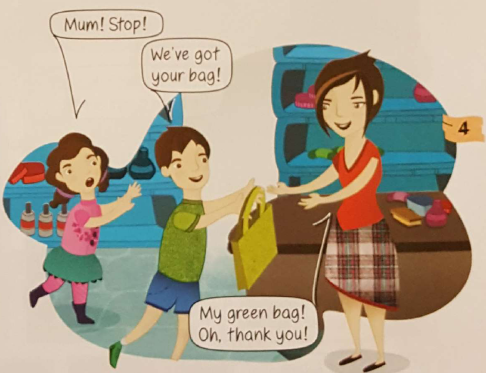 Mum! Stop!
We've got
your bag!
4
My green bag!
Oh, thank you!